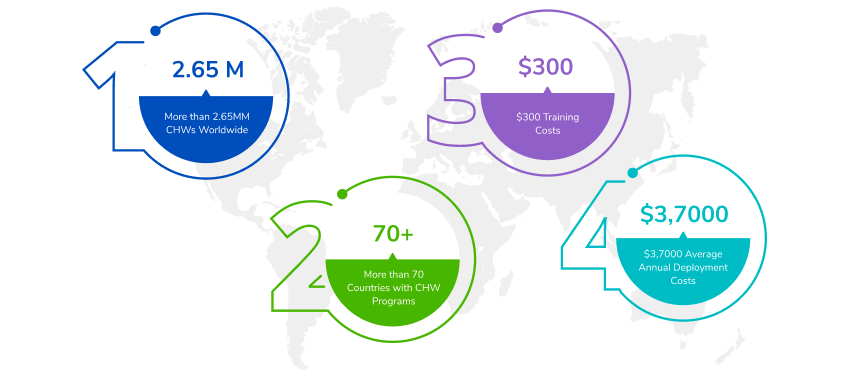 1
2.65 M
More than 2.65MM
CHWs Worldwide
2
70+
More than 70
Countries with CHW
Programs
3
$300
$300 Training
Costs
4
$3,7000
$3,7000 Average
Annual Deployment
Costs